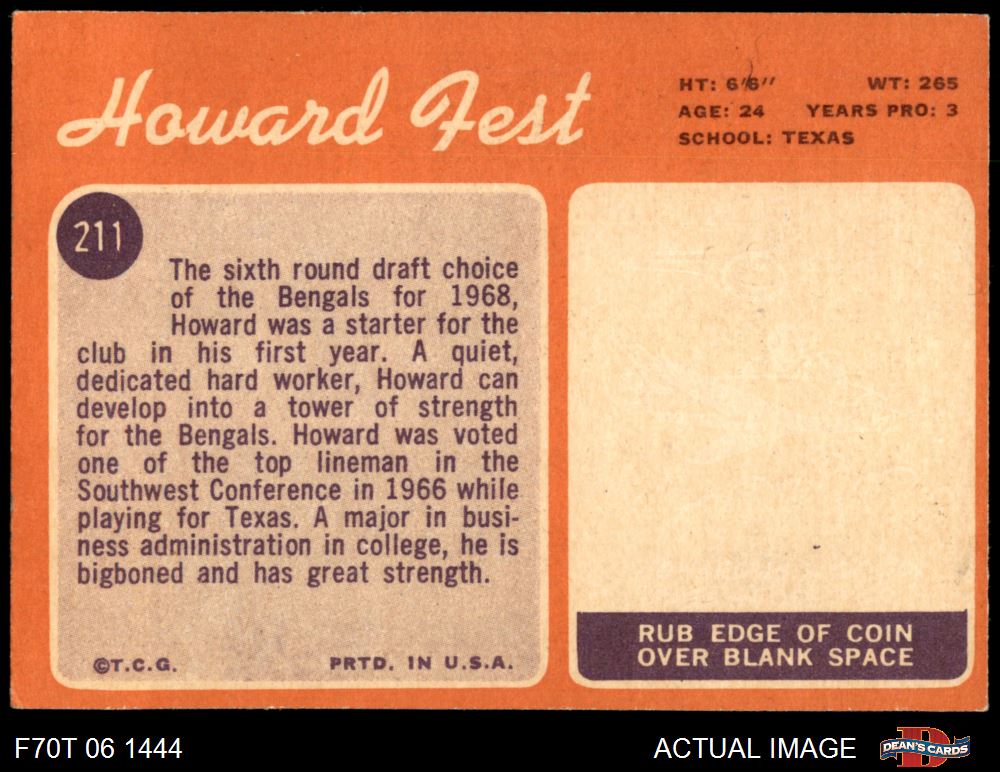 Howard Fest
HT: 6'6" WT: 265
AGE: 24 YEARS PRO: 3
SCHOOL: TEXAS
211
The sixth round draft choice
of the Bengals for 1968,
Howard was a starter for the
club in his first year. A quiet,
dedicated hard worker, Howard can
develop into a tower of strength
for the Bengals. Howard was voted
one of the top lineman in the
Southwest Conference in 1966 while
playing for Texas. A major in busi-
ness administration in college, he is
bigboned and has great strength.
©T.C.G. PRTD. IN U.S.A.
RUB EDGE OF COIN
OVER BLANK SPACE
F70T 06 1444
ACTUAL IMAGE
D
DEAN'S CARDS